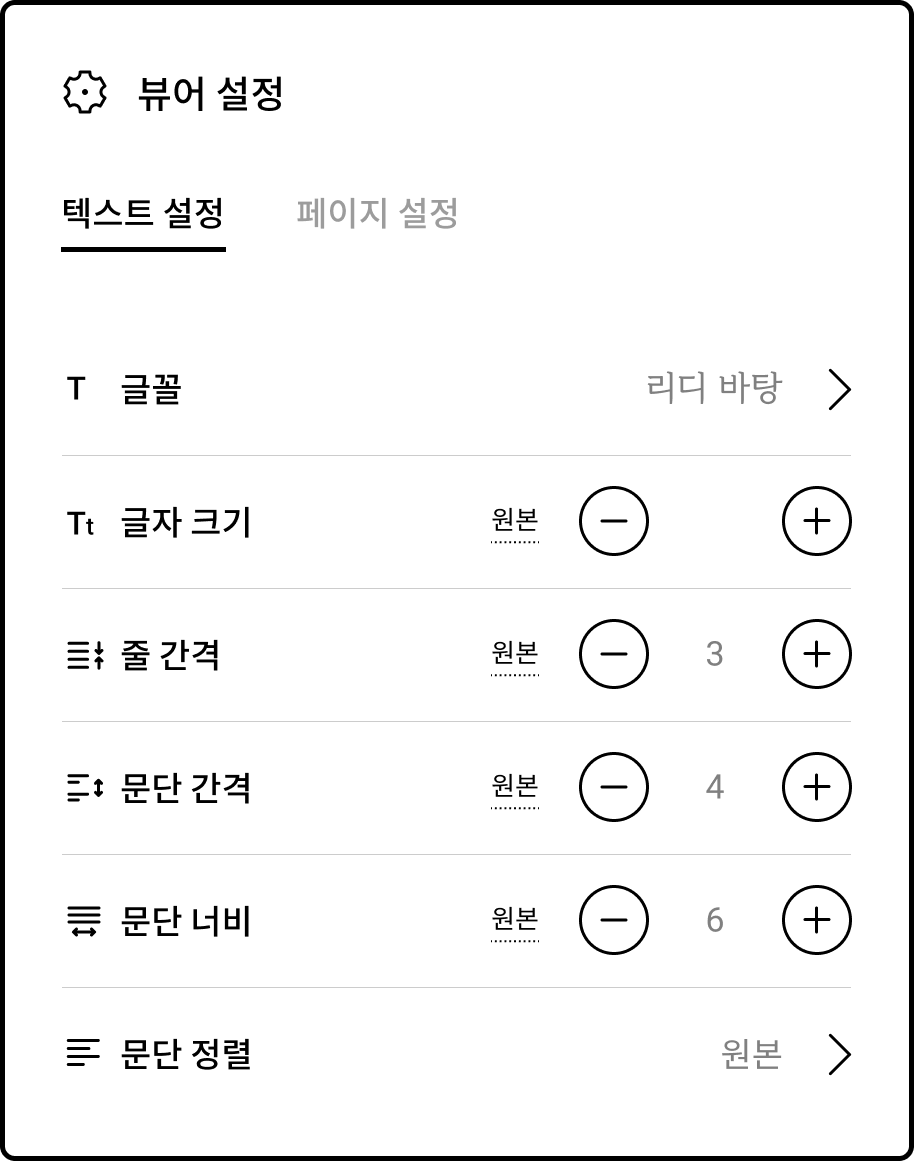 뷰어 설정
텍스트 설정 페이지 설정
T 글꼴 리디 바탕
Tt 글자 크기 원본
줄 간격 원본 3
문단 간격 원본 4
문단 너비 원본 6
문단 정렬 원본